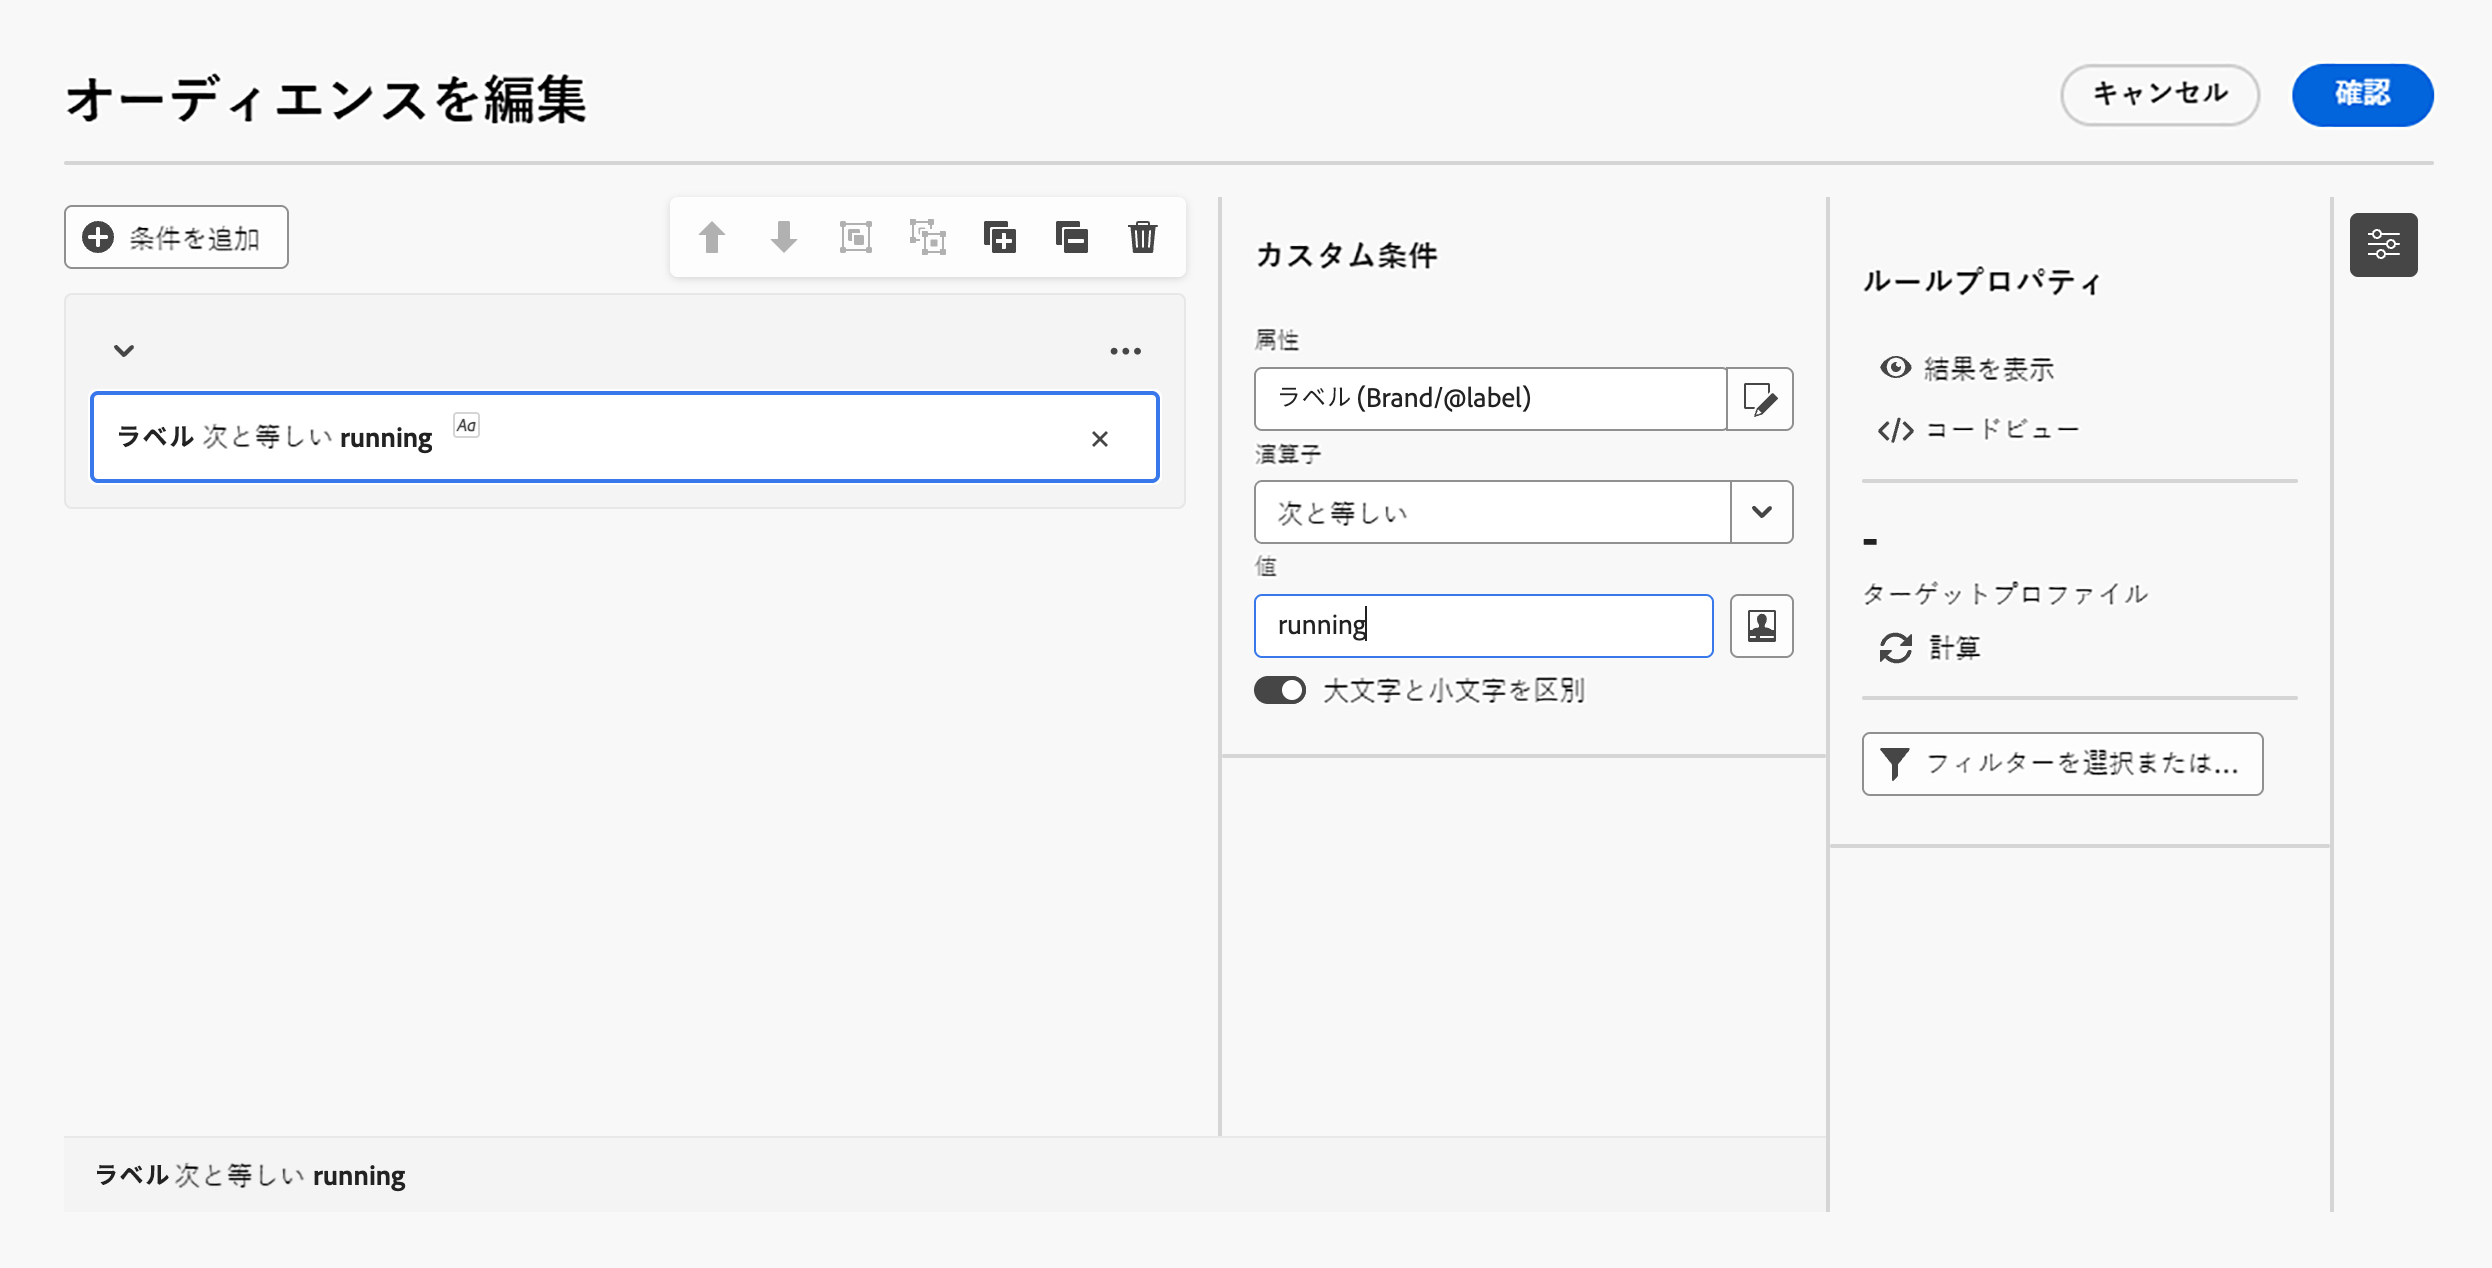 オーディエンスを編集
キャンセル
確認
条件を追加
ラベル 次と等しい running Aa
カスタム条件
属性
ラベル (Brand/@label)
演算子
次と等しい
値
running
大文字と小文字を区別
ルールプロパティ
結果を表示
コードビュー
-
ターゲットプロファイル
計算
フィルターを選択または...
ラベル 次と等しい running